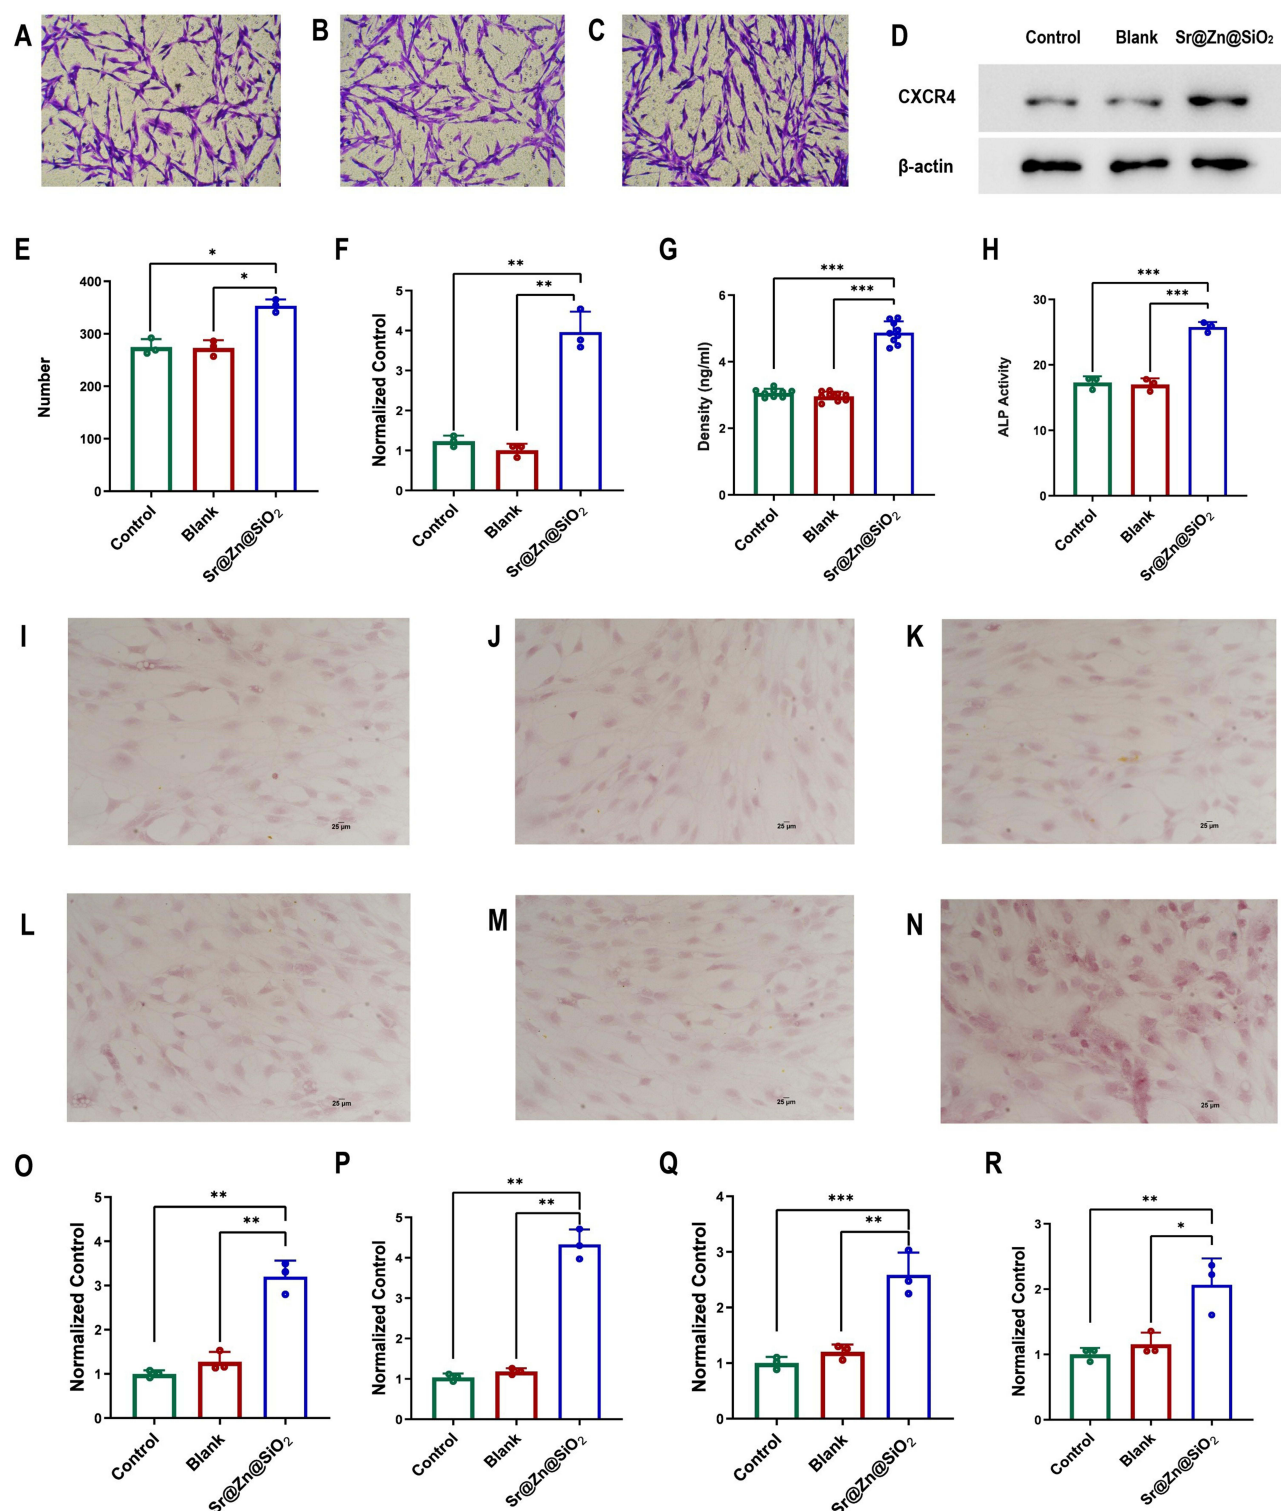 A
B
C
D
Control Blank Sr@Zn@SiO₂
CXCR4
β-actin
E
* 
*
Number
400
300
200
100
0
Control
Blank
Sr@Zn@SiO₂
F
**
**
Normalized Control
5
4
3
2
1
0
Control
Blank
Sr@Zn@SiO₂
G
***
***
Density (ng/ml)
6
4
2
0
Control
Blank
Sr@Zn@SiO₂
H
***
***
ALP Activity
30
20
10
0
Control
Blank
Sr@Zn@SiO₂
I
25 μm
J
25 μm
K
25 μm
L
25 μm
M
25 μm
N
25 μm
O
**
**
Normalized Control
5
4
3
2
1
0
Control
Blank
Sr@Zn@SiO₂
P
**
**
Normalized Control
5
4
3
2
1
0
Control
Blank
Sr@Zn@SiO₂
Q
***
**
Normalized Control
4
3
2
1
0
Control
Blank
Sr@Zn@SiO₂
R
**
*
Normalized Control
3
2
1
0
Control
Blank
Sr@Zn@SiO₂